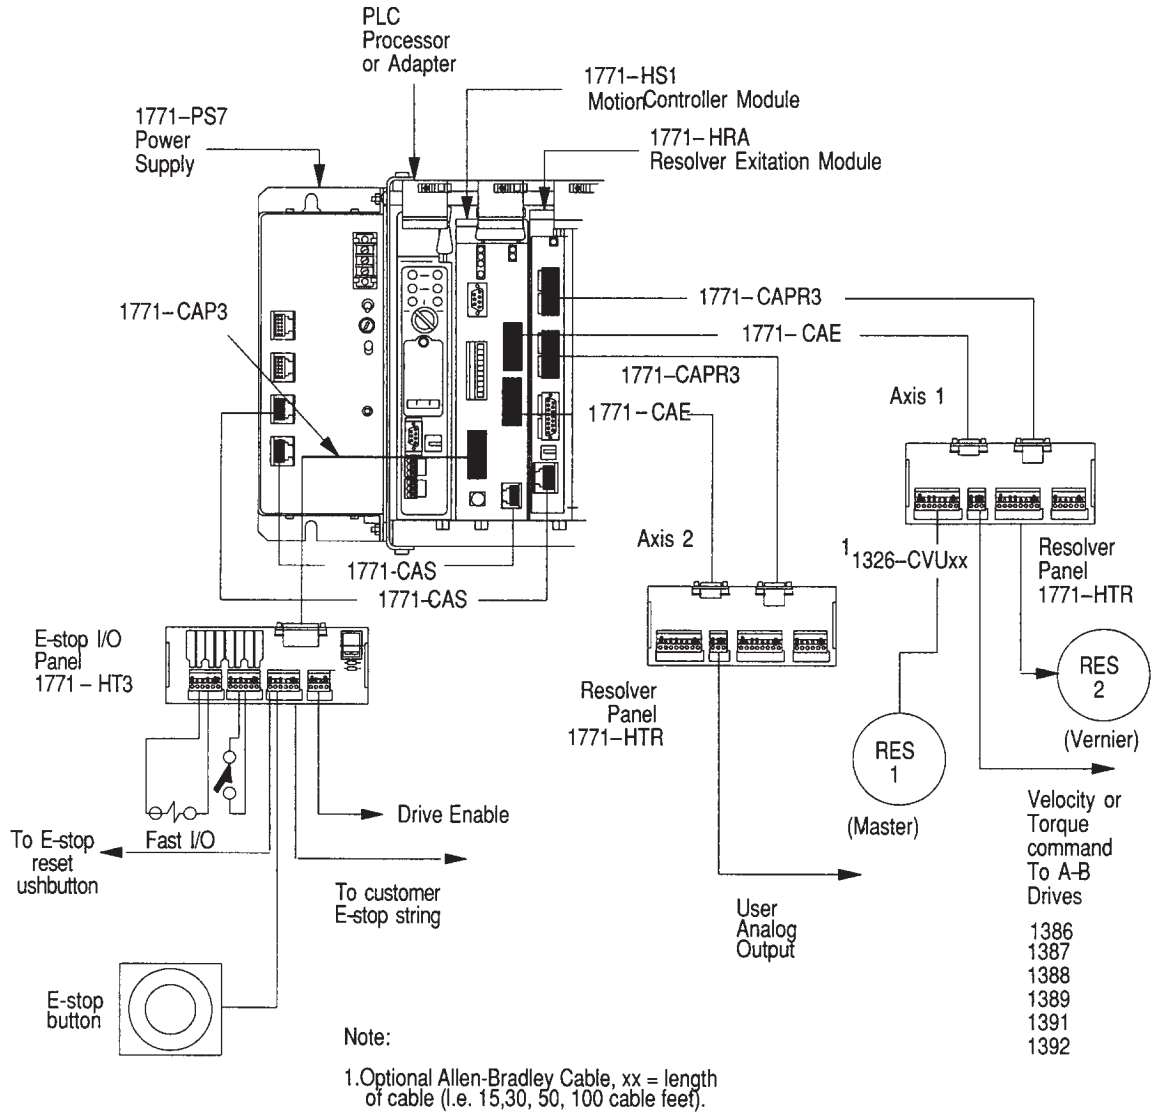 PLC
Processor
or Adapter
1771-HS1
Motion Controller Module
1771-PS7
Power
Supply
1771-HRA
Resolver Exitation Module
1771-CAP3
1771-CAPR3
1771-CAE
1771-CAPR3
1771-CAE
Axis 1
Axis 2
1 1326-CVUxx
Resolver
Panel
1771-HTR
1771-CAS
1771-CAS
E-stop I/O
Panel
1771-HT3
Resolver
Panel
1771-HTR
RES
2
(Vernier)
RES
1
(Master)
Drive Enable
Fast I/O
To E-stop
reset
ushbutton
To customer
E-stop string
User
Analog
Output
Velocity or
Torque
command
To A-B
Drives
1386
1387
1388
1389
1391
1392
E-stop
button
Note:
1.Optional Allen-Bradley Cable, xx = length
of cable (I.e. 15,30, 50, 100 cable feet).